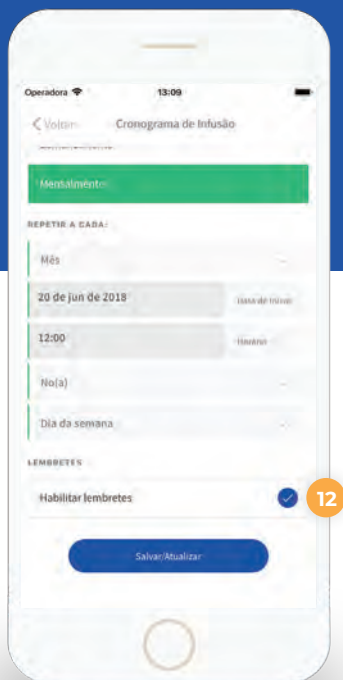 Operadora 13:09
Voltar Cronograma de Infusão
Mensalmente
REPETIR A CADA:
Mês
20 de jun de 2018 Data de Início
12:00 Horário
No(a)
Dia da semana
LEMBRETES
Habilitar lembretes 12
Salvar/Atualizar